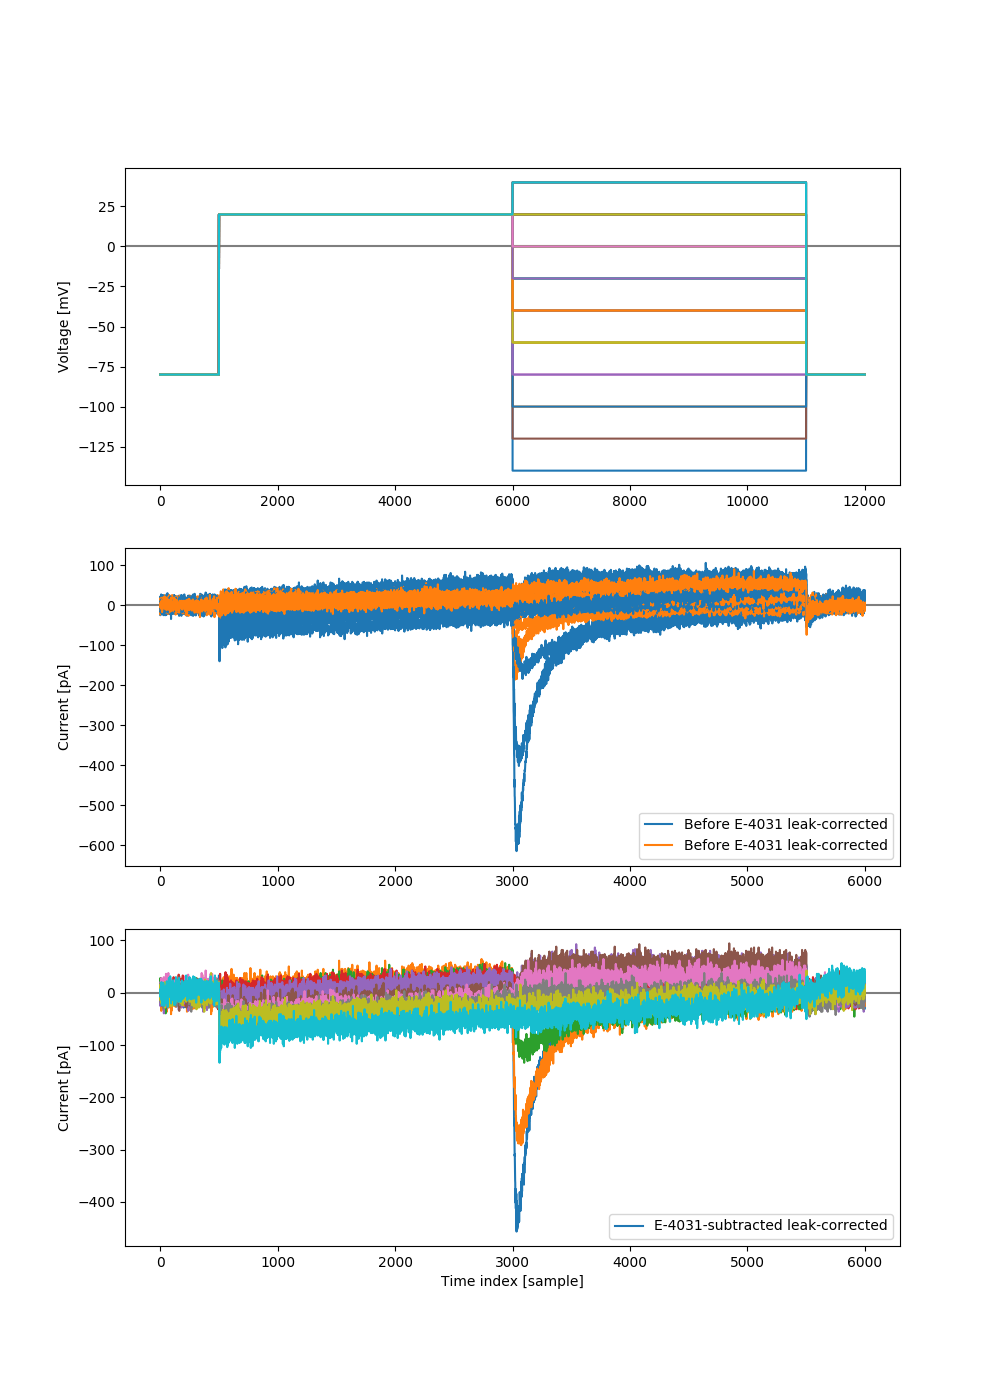 25
0
−25
−50
−75
−100
−125
Voltage [mV]
0 2000 4000 6000 8000 10000 12000
100
0
−100
−200
−300
−400
−500
−600
Current [pA]
Before E-4031 leak-corrected
Before E-4031 leak-corrected
0 1000 2000 3000 4000 5000 6000
100
0
−100
−200
−300
−400
Current [pA]
E-4031-subtracted leak-corrected
0 1000 2000 3000 4000 5000 6000
Time index [sample]